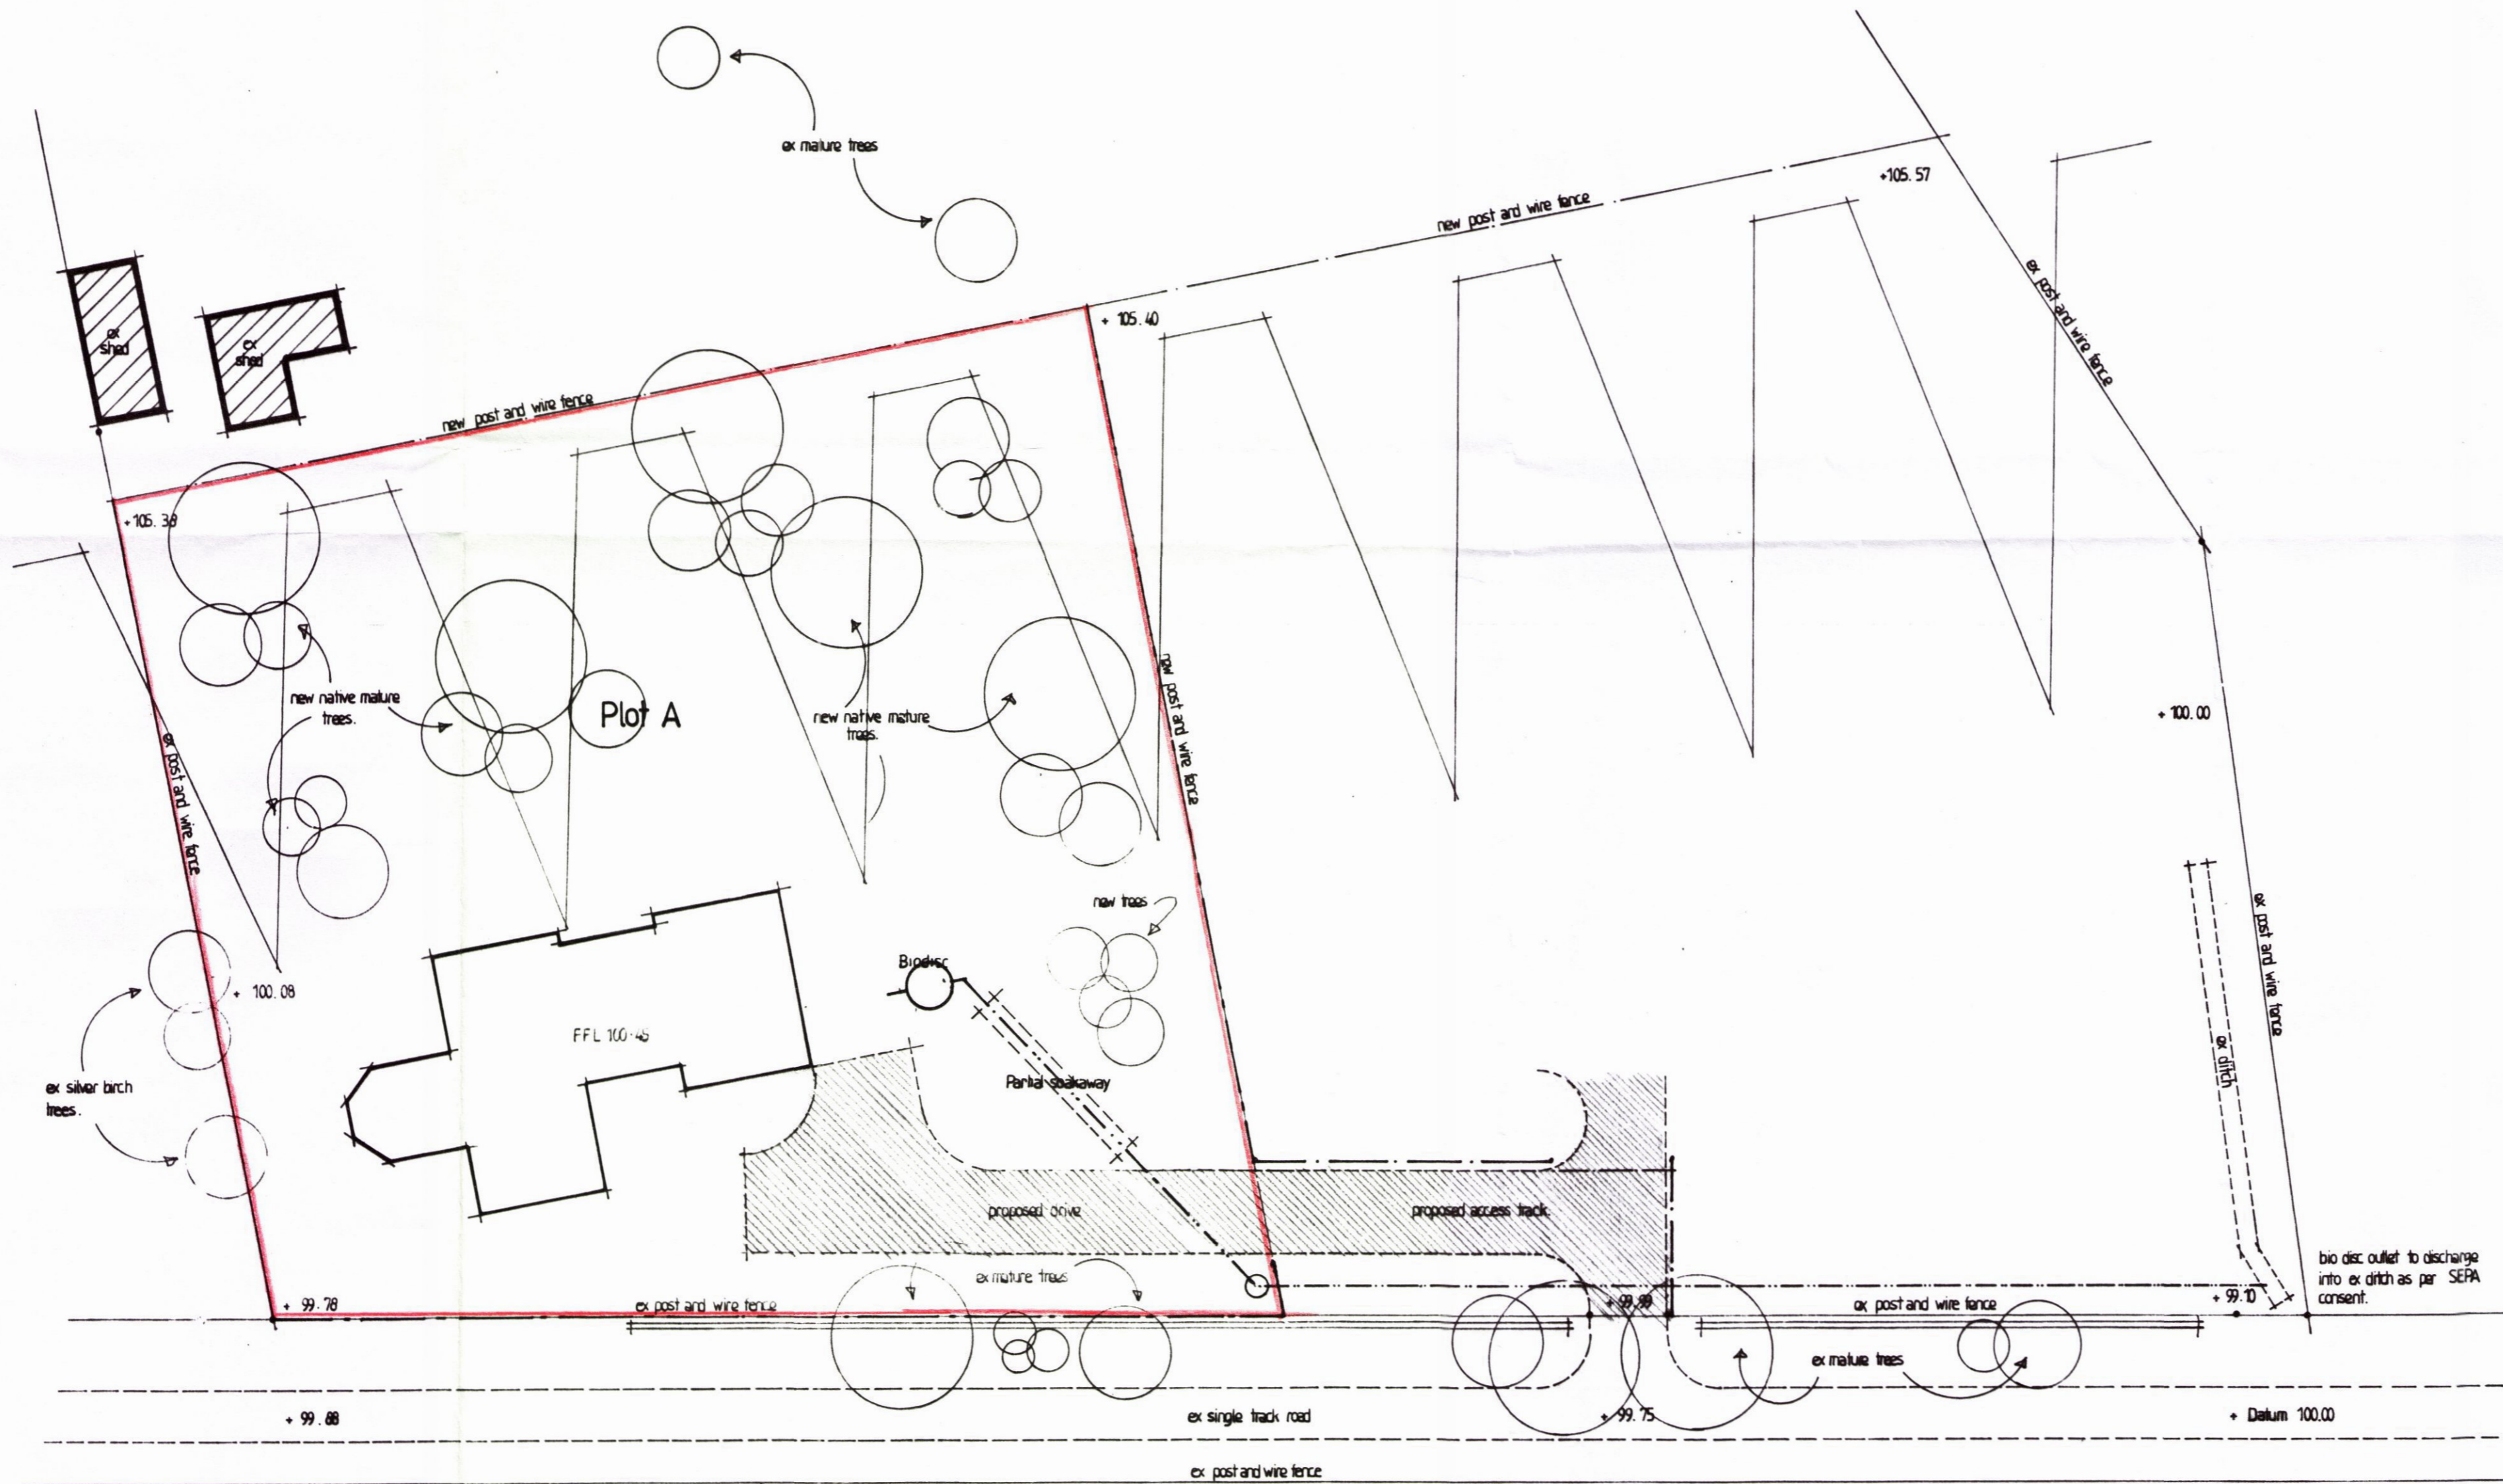 ex mature trees
+105.57
new post and wire fence
ex post and wire fence
+ 105.40
ex
shed
ex
shed
new post and wire fence
+105.38
new native mature
trees.
Plot A
new native mature
trees.
new post and wire fence
+ 100.00
ex post and wire fence
new trees
Biodisc
+ 100.08
FFL 100.45
Partial soakaway
ex silver birch
trees.
ex post and wire fence
ex ditch
proposed drive
proposed access track
ex mature trees
bio disc outlet to discharge
into ex ditch as per SEPA
consent.
+ 99.78
ex post and wire fence
+ 99.99
ex post and wire fence
+ 99.10
ex mature trees
+ 99.88
ex single track road
+ 99.75
+ Datum 100.00
ex post and wire fence